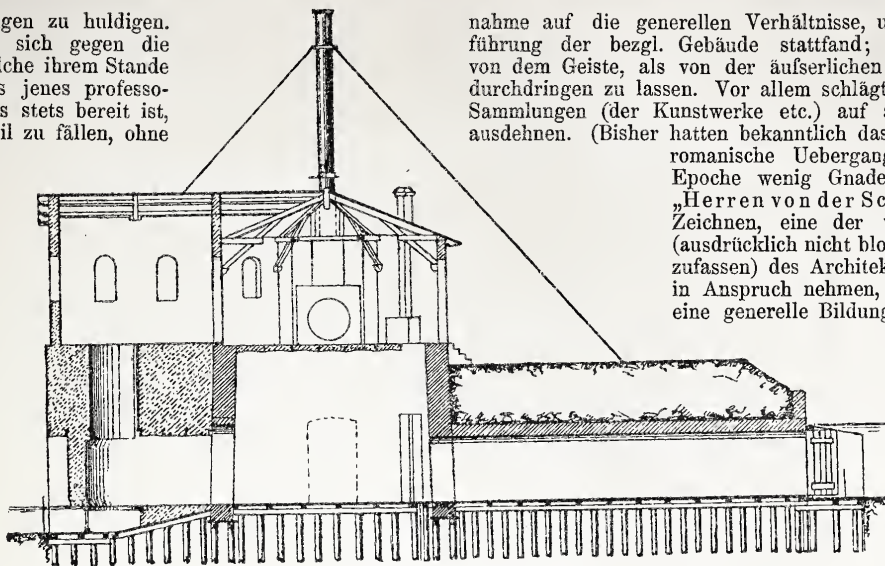 gen zu huldigen.
sich gegen die
che ihrem Stande
s jenes professo-
s stets bereit ist,
il zu fällen, ohne
nahme auf die generellen Verhältnisse, u
führung der bezgl. Gebäude stattfand;
von dem Geiste, als von der äuſserlichen
durchdringen zu lassen. Vor allem schlägt
Sammlungen (der Kunstwerke etc.) auf
ausdehnen. (Bisher hatten bekanntlich das
romanische Uebergang
Epoche wenig Gnade
„Herren von der Sc
Zeichnen, eine der
(ausdrücklich nicht blo
zufassen) des Architek
in Anspruch nehmen,
eine generelle Bildung